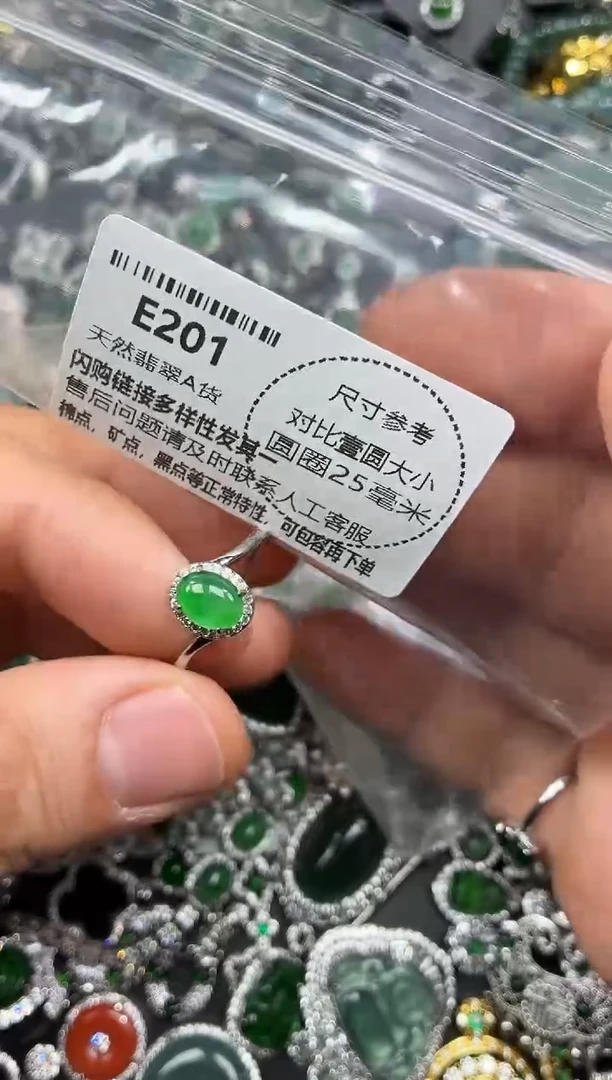 E201
天然翡翠A货
闪购链接多样性发其一
售后问题请及时联系人工客服
棉点，矿点，黑点等正常特性，可包容再下单
尺寸参考
对比壹圆大小
圆圈25毫米